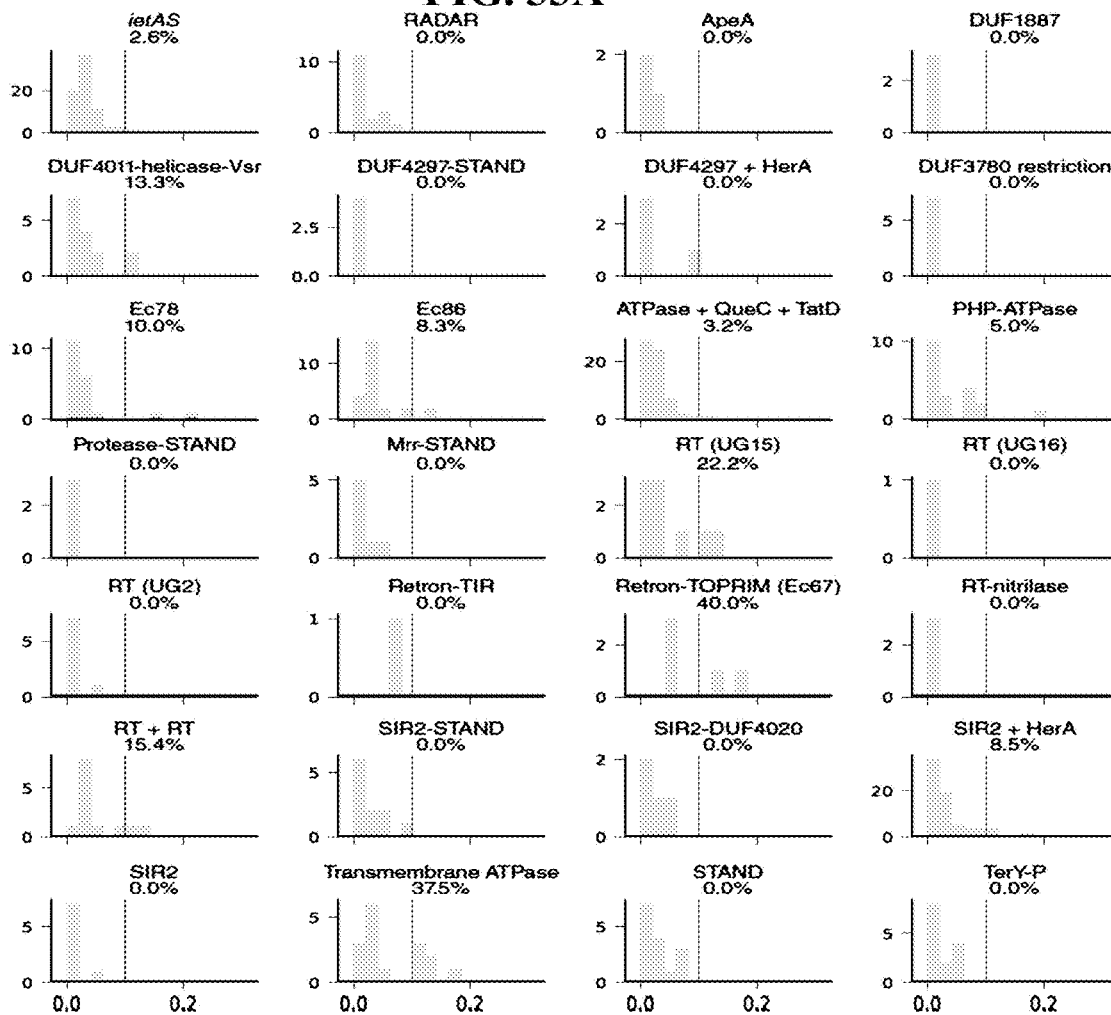 FIG. 35A
ietAS RADAR ApeA DUF1887
2.6% 0.0% 0.0% 0.0%
20 10 2 2
0 0 0 0
DUF4011-helicase-Vsr DUF4297-STAND DUF4297 + HerA DUF3780 restriction
13.3% 0.0% 0.0% 0.0%
5 2.5 2 5
0 0.0 0 0
Ec78 Ec86 ATPase + QueC + TatD PHP-ATPase
10.0% 8.3% 3.2% 5.0%
10 10 20 10
0 0 0 0
Protease-STAND Mrr-STAND RT (UG15) RT (UG16)
0.0% 0.0% 22.2% 0.0%
2 5 2 1
0 0 0 0
RT (UG2) Retron-TIR Retron-TOPRIM (Ec67) RT-nitrilase
0.0% 0.0% 40.0% 0.0%
5 1 2 2
0 0 0 0
RT + RT SIR2-STAND SIR2-DUF4020 SIR2 + HerA
15.4% 0.0% 0.0% 8.5%
5 5 2 20
0 0 0 0
SIR2 Transmembrane ATPase STAND TerY-P
0.0% 37.5% 0.0% 0.0%
5 5 5 5
0 0 0 0
0.0 0.2 0.0 0.2 0.0 0.2 0.0 0.2